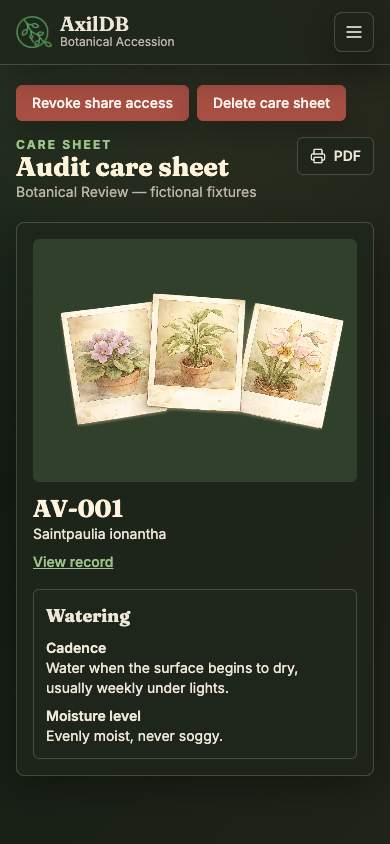 AxilDB
Botanical Accession
Revoke share access
Delete care sheet
CARE SHEET
Audit care sheet
Botanical Review — fictional fixtures
PDF
AV-001
Saintpaulia ionantha
View record
Watering
Cadence
Water when the surface begins to dry,
usually weekly under lights.
Moisture level
Evenly moist, never soggy.